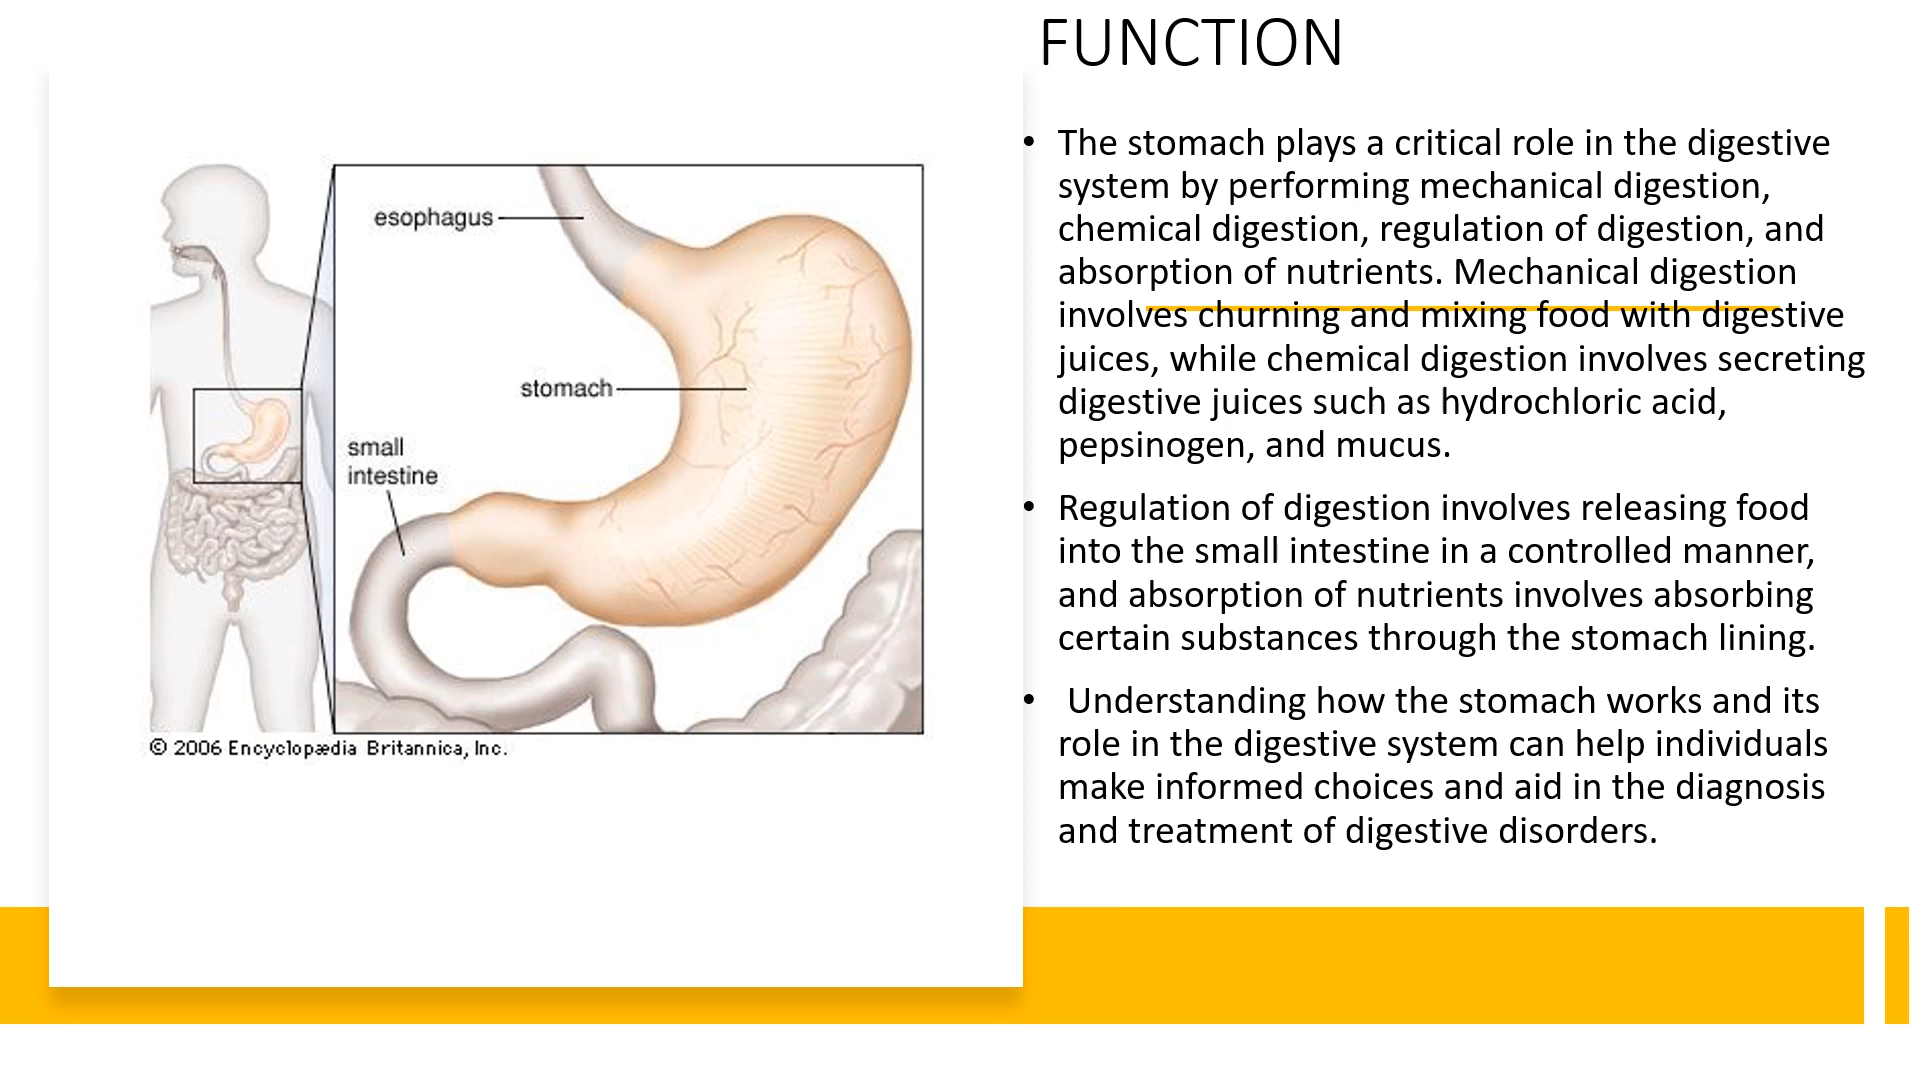 FUNCTION
esophagus
stomach
small
intestine
© 2006 Encyclopædia Britannica, Inc.
• The stomach plays a critical role in the digestive
system by performing mechanical digestion,
chemical digestion, regulation of digestion, and
absorption of nutrients. Mechanical digestion
involves churning and mixing food with digestive
juices, while chemical digestion involves secreting
digestive juices such as hydrochloric acid,
pepsinogen, and mucus.
• Regulation of digestion involves releasing food
into the small intestine in a controlled manner,
and absorption of nutrients involves absorbing
certain substances through the stomach lining.
• Understanding how the stomach works and its
role in the digestive system can help individuals
make informed choices and aid in the diagnosis
and treatment of digestive disorders.